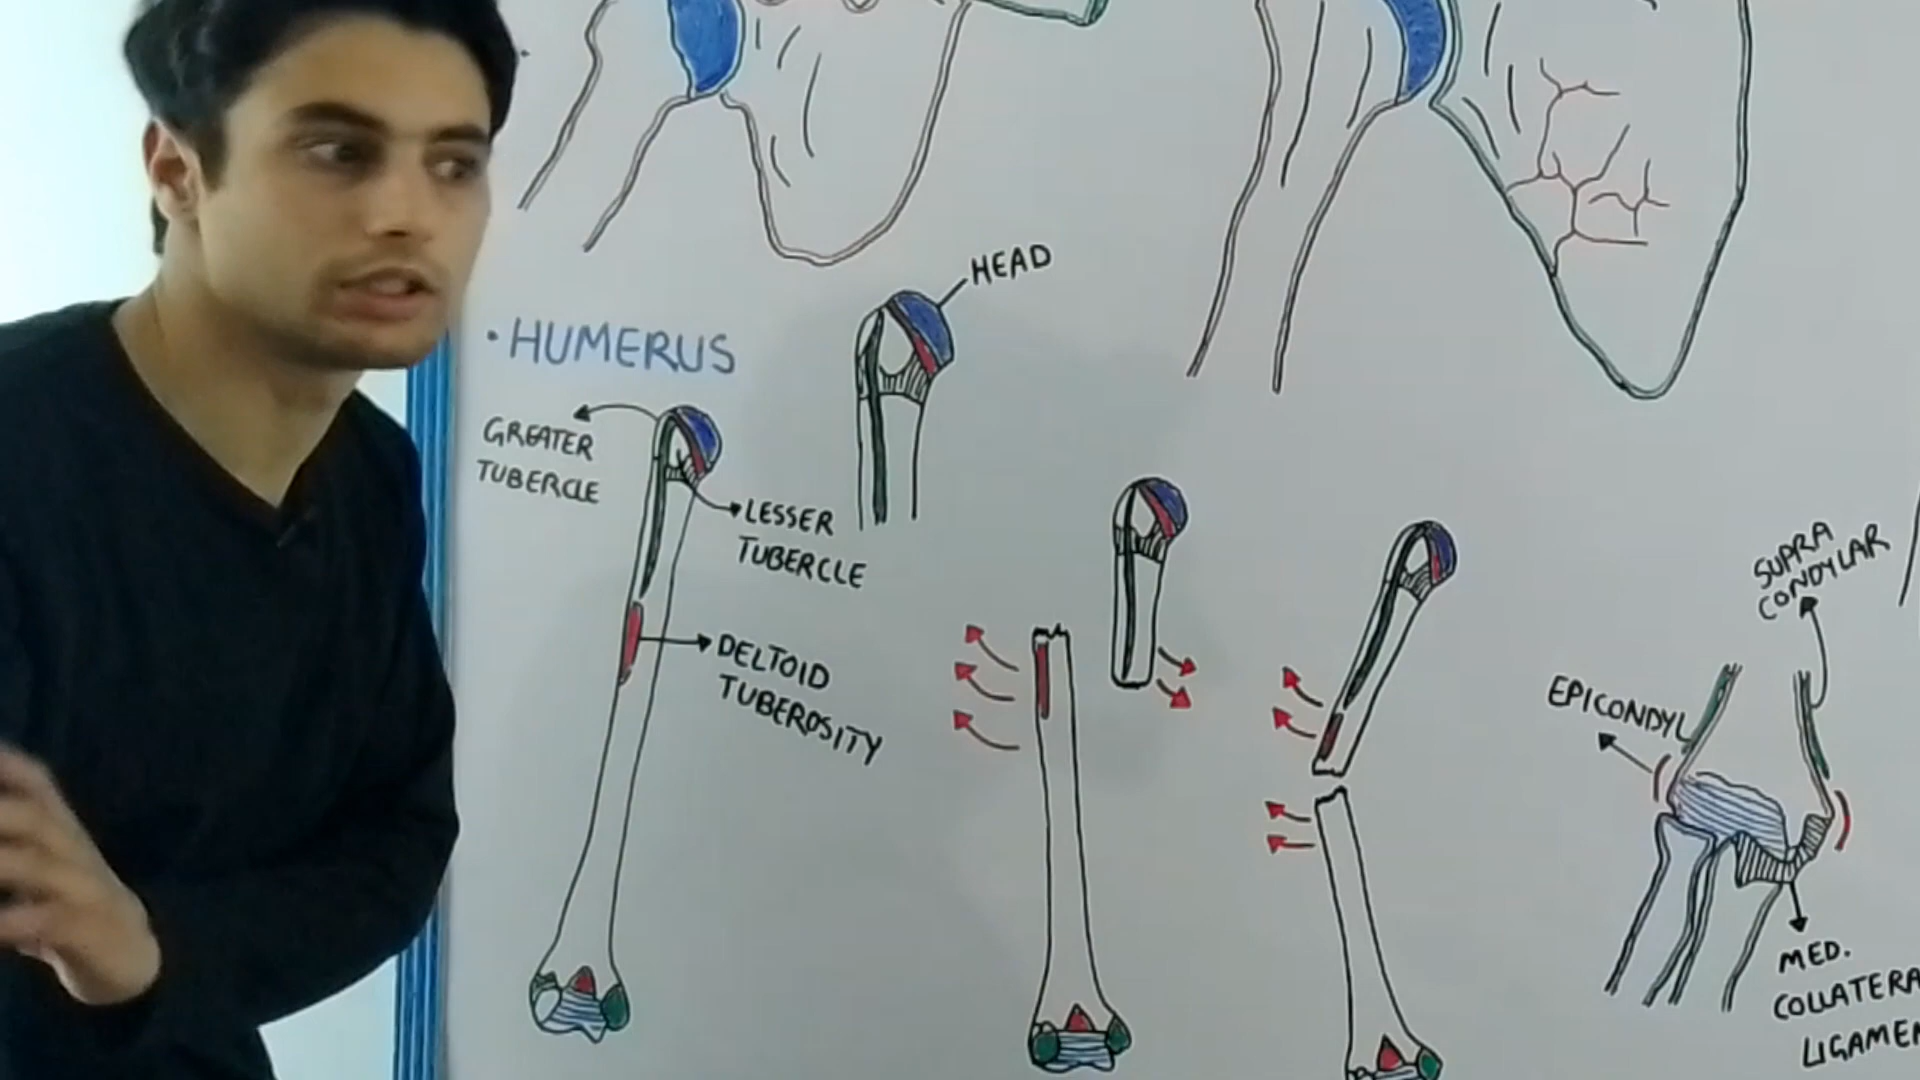 HEAD
• HUMERUS
GREATER
TUBERCLE
LESSER
TUBERCLE
DELTOID
TUBEROSITY
SUPRA
CONDYLAR
EPICONDYL
MED.
COLLATERA
LIGAMEN